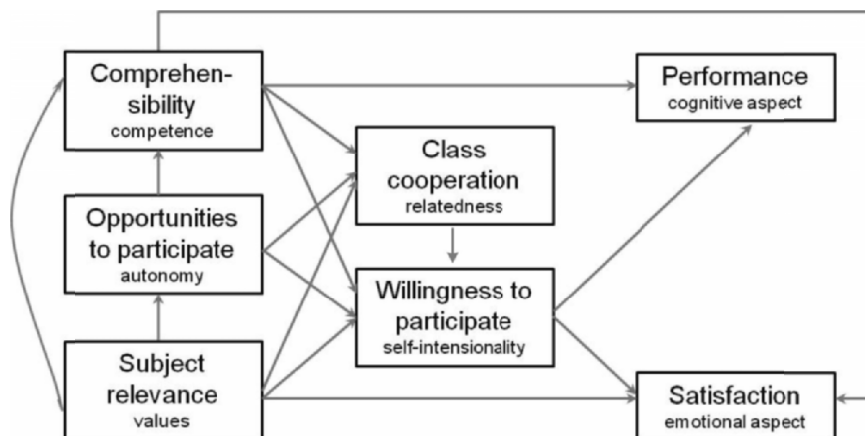 Comprehen-
sibility
competence
Performance
cognitive aspect
Class
cooperation
relatedness
Opportunities
to participate
autonomy
Willingness to
participate
self-intensionality
Subject
relevance
values
Satisfaction
emotional aspect